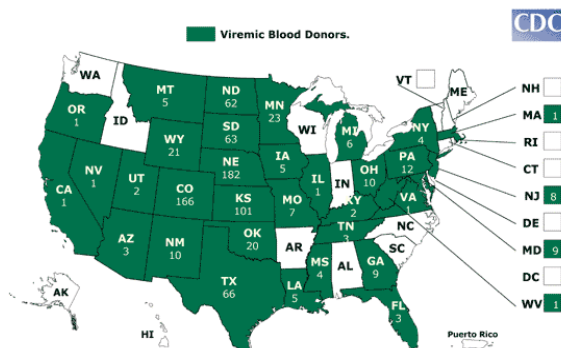 Viremic Blood Donors.
CDC
WA
VT
ME
NH
MT
5
ND
62
MN
23
OR
1
ID
WI
MI
6
NY
4
MA 1
SD
63
WY
21
RI
IA
5
PA
12
CT
NE
182
NV
1
UT
2
IL
1
IN
OH
10
NJ 8
CO
166
CA
1
KS
101
MO
7
KY
2
VA
1
DE
MD 9
AZ
3
NM
10
OK
20
AR
TN
3
NC
SC
DC
MS
4
AL
GA
9
TX
66
LA
5
FL
3
WV 1
AK
HI
Puerto Rico